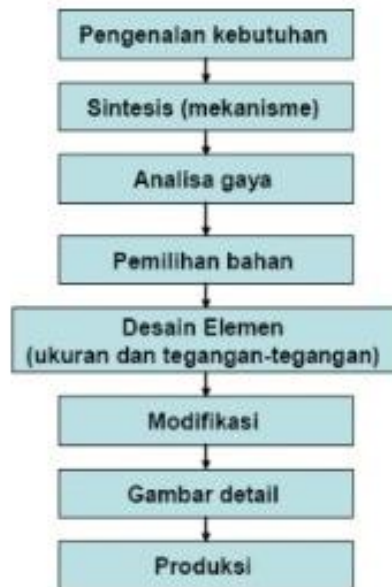 Pengenalan kebutuhan
Sintesis (mekanisme)
Analisa gaya
Pemilihan bahan
Desain Elemen
(ukuran dan tegangan-tegangan)
Modifikasi
Gambar detail
Produksi